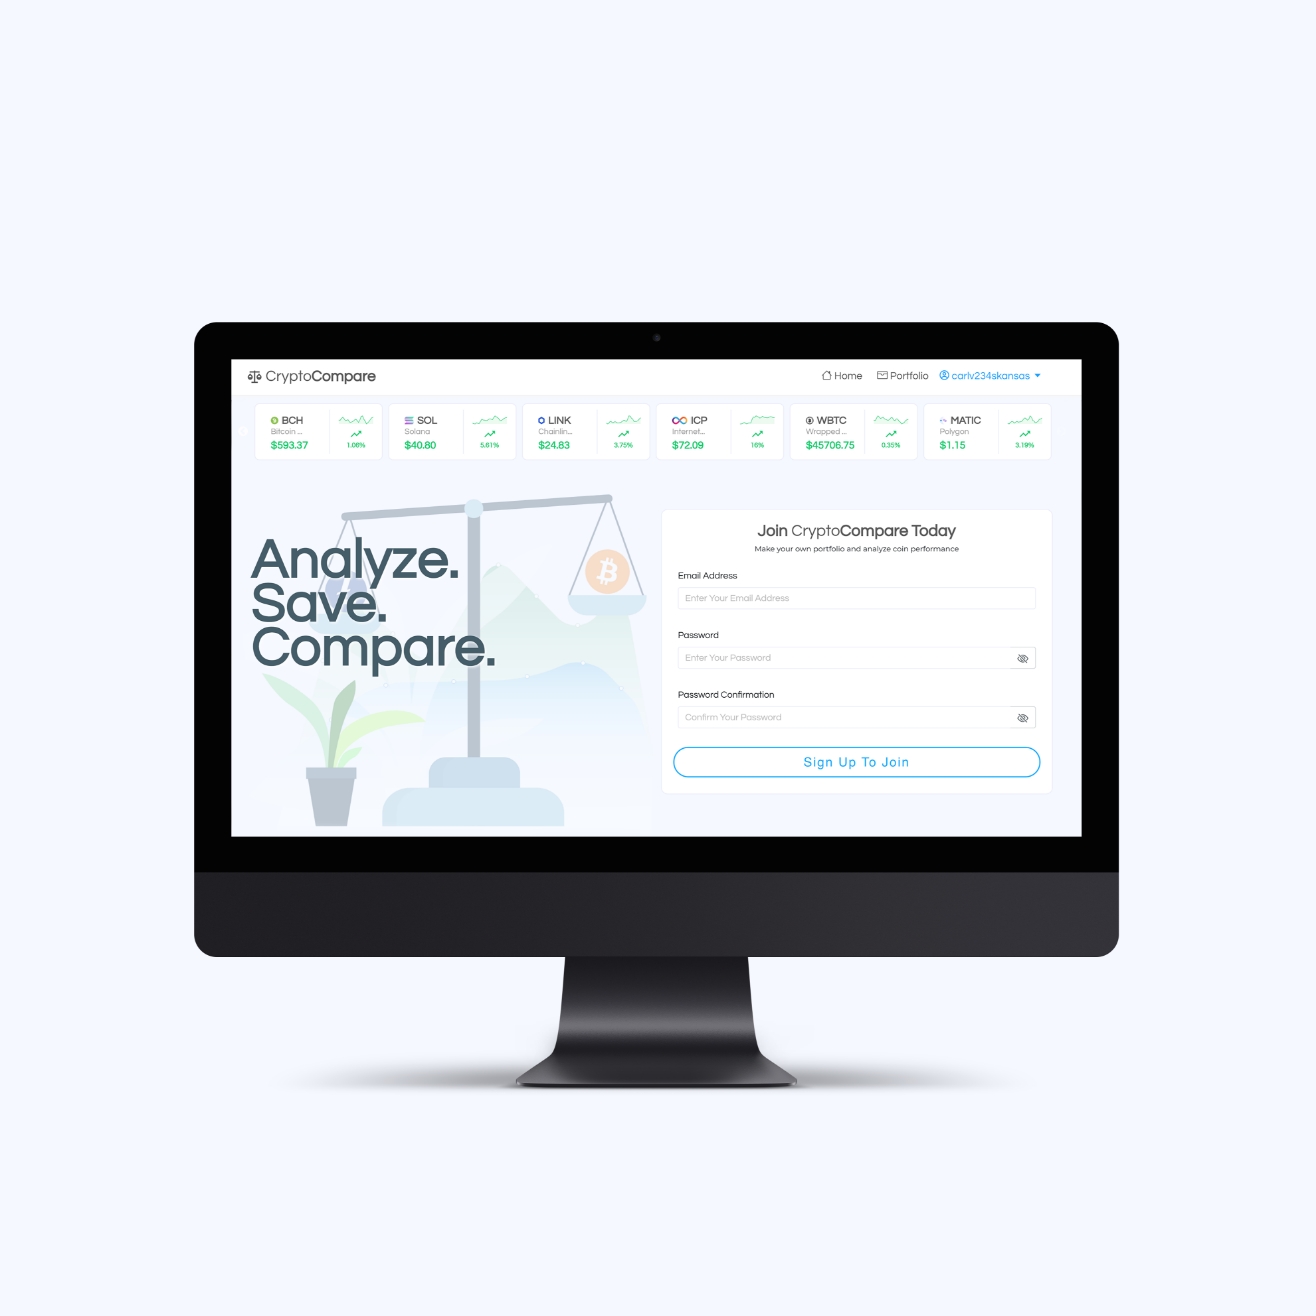 CryptoCompare
Home Portfolio carlv234skansas
BCH
Bitcoin ...
$593.37
1.06%
SOL
Solana
$40.80
5.61%
LINK
Chainlin...
$24.83
3.75%
ICP
Internet...
$72.09
16%
WBTC
Wrapped ...
$45706.75
0.35%
MATIC
Polygon
$1.15
3.19%
Analyze.
Save.
Compare.
Join CryptoCompare Today
Make your own portfolio and analyze coin performance
Email Address
Enter Your Email Address
Password
Enter Your Password
Password Confirmation
Confirm Your Password
Sign Up To Join